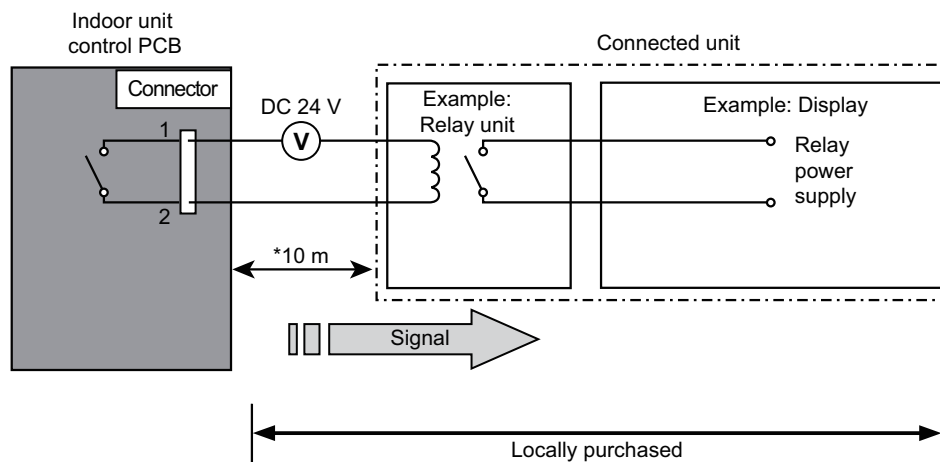 Indoor unit
control PCB
Connected unit
Connector
DC 24 V
V
Example:
Relay unit
Example: Display
1
2
Relay
power
supply
*10 m
Signal
Locally purchased